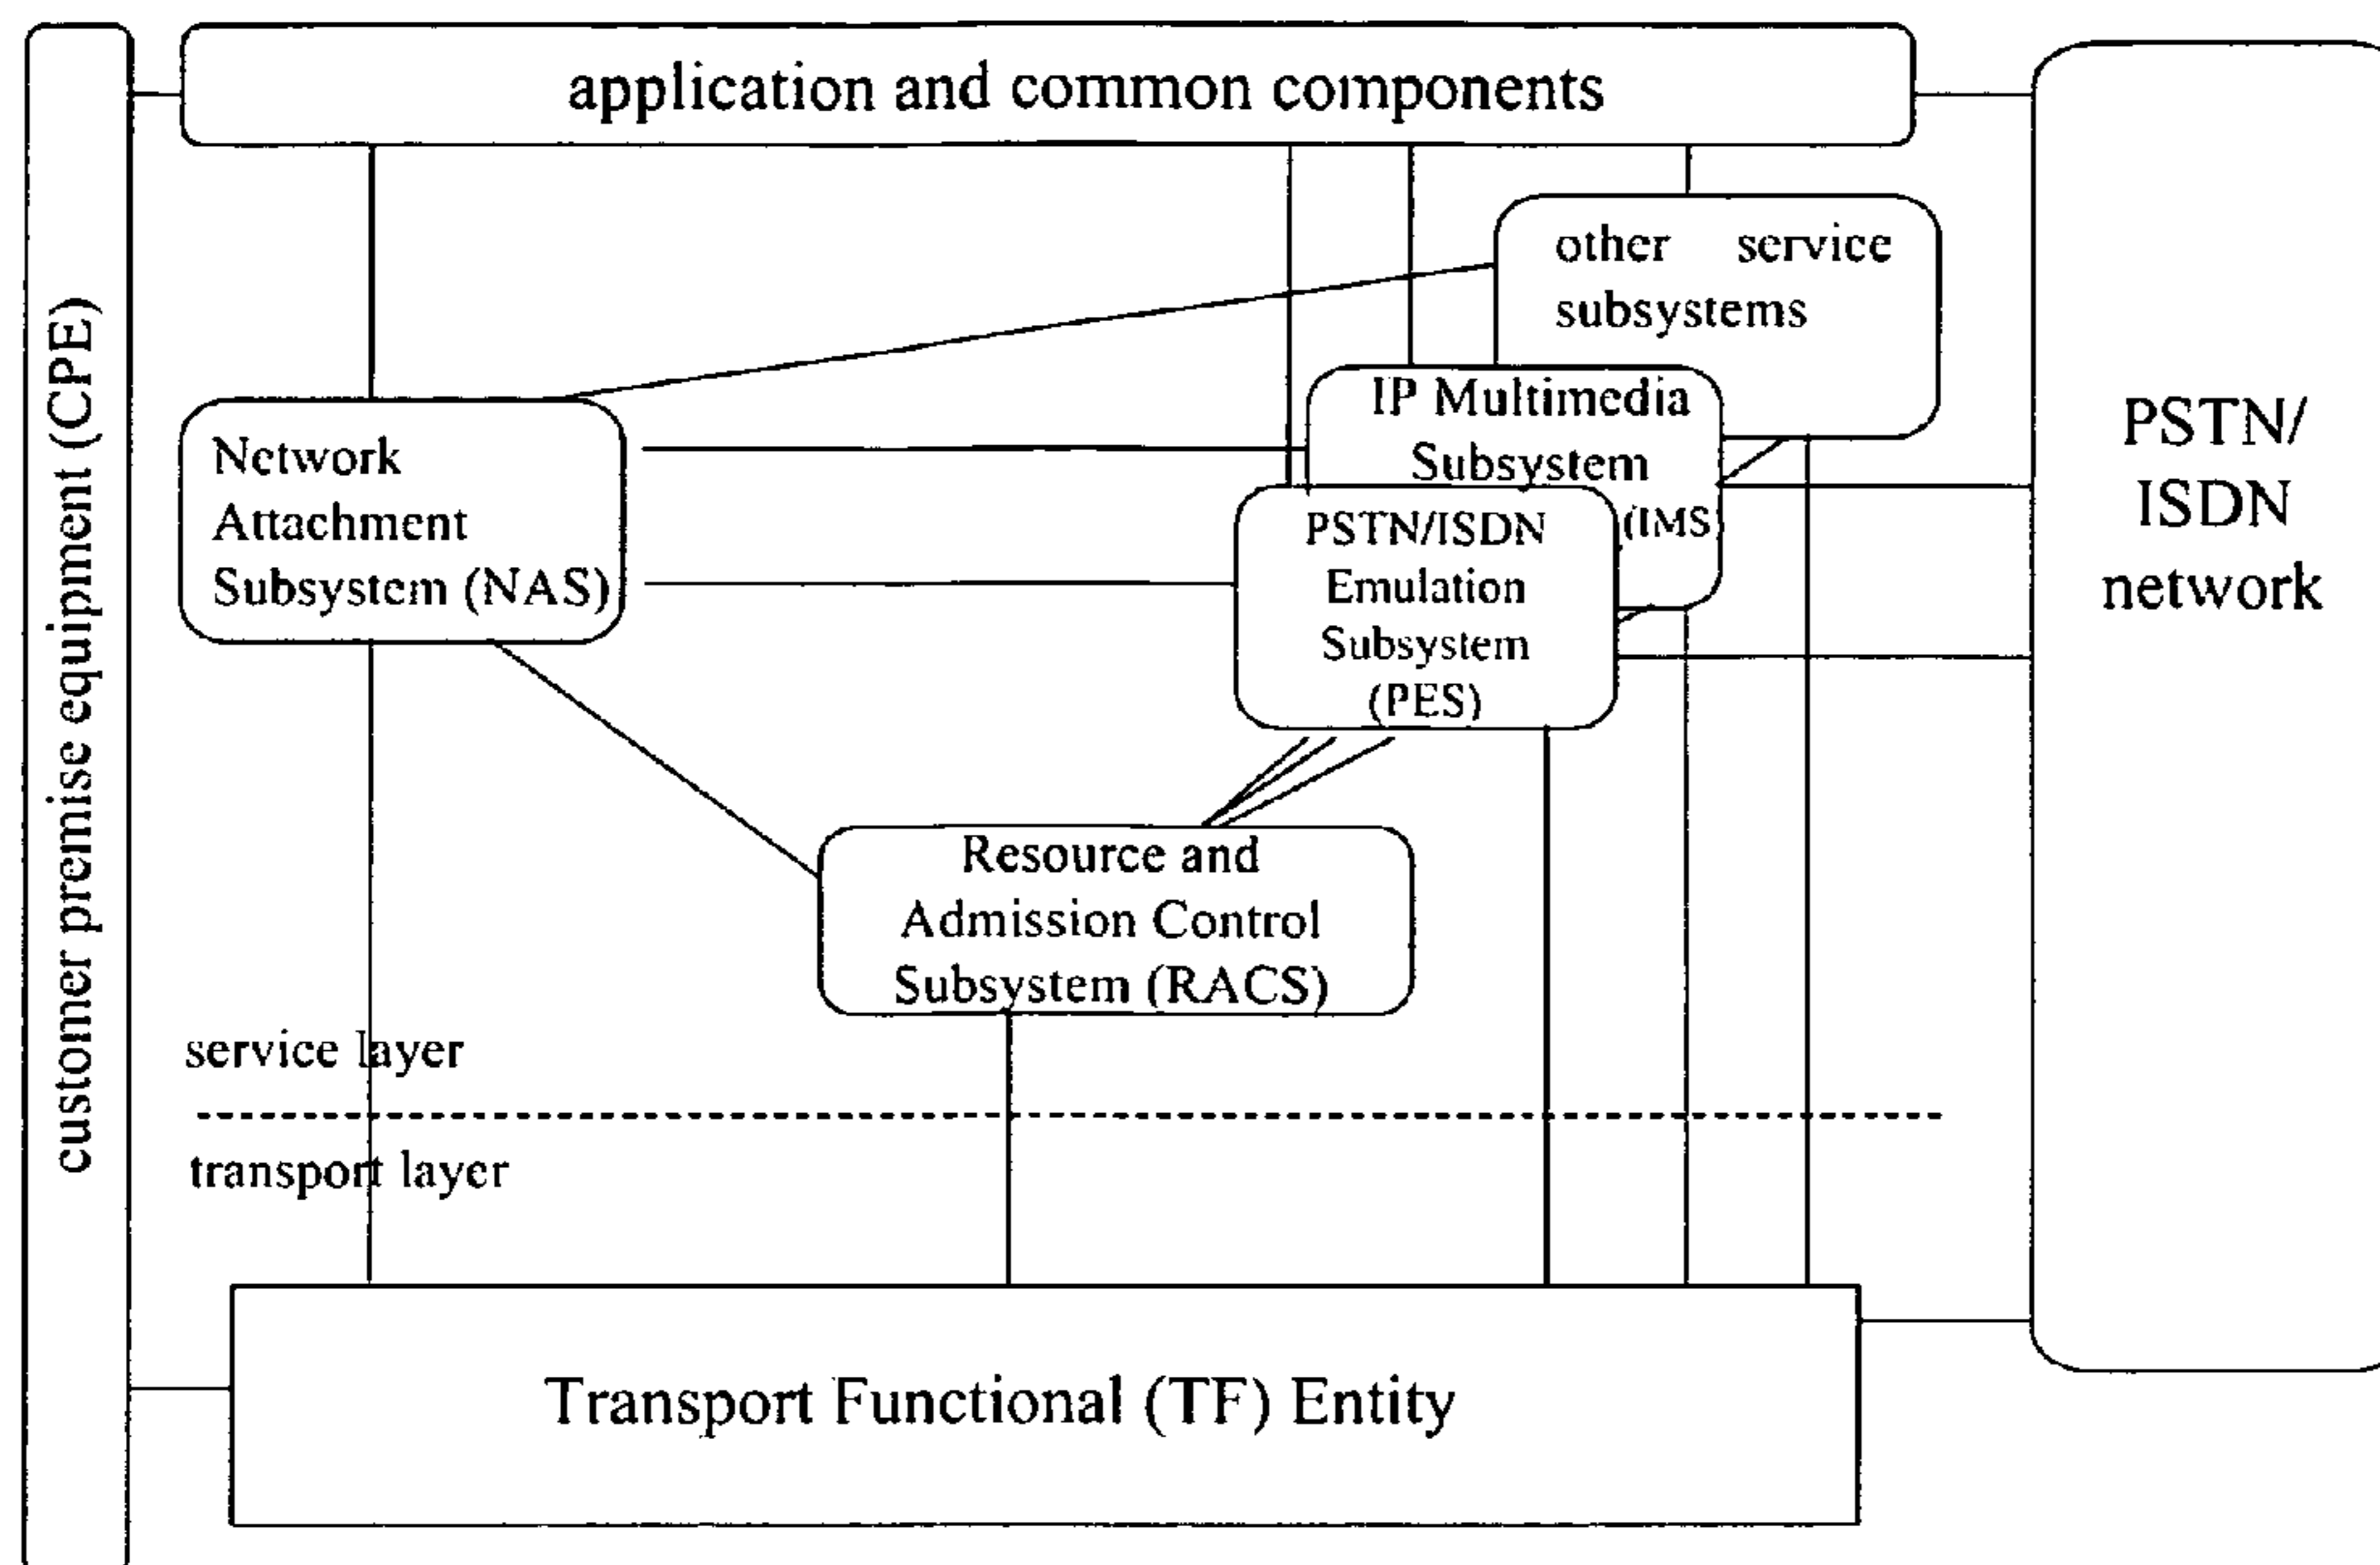 application and common components
customer premise equipment (CPE)
other service
subsystems
IP Multimedia
Subsystem
(IMS
PSTN/
ISDN
network
Network
Attachment
Subsystem (NAS)
PSTN/ISDN
Emulation
Subsystem
(PES)
Resource and
Admission Control
Subsystem (RACS)
service layer
transport layer
Transport Functional (TF) Entity